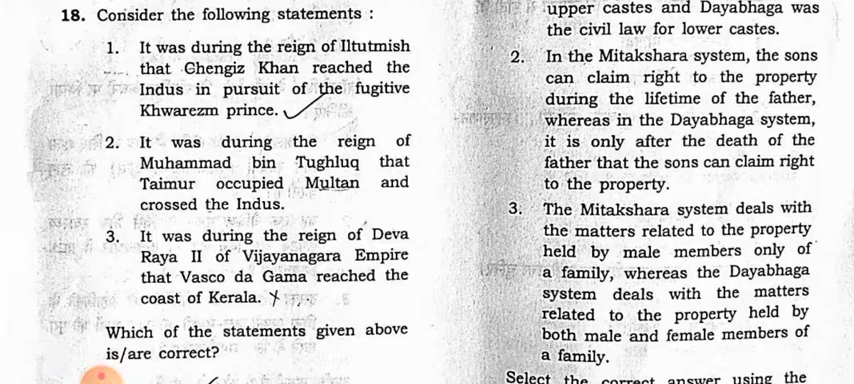 18. Consider the following statements :
1. It was during the reign of Iltutmish
that Chengiz Khan reached the
Indus in pursuit of the fugitive
Khwarezm prince.
2. It was during the reign of
Muhammad bin Tughluq that
Taimur occupied Multan and
crossed the Indus.
3. It was during the reign of Deva
Raya II of Vijayanagara Empire
that Vasco da Gama reached the
coast of Kerala.
Which of the statements given above
is/are correct?
upper castes and Dayabhaga was
the civil law for lower castes.
2. In the Mitakshara system, the sons
can claim right to the property
during the lifetime of the father,
whereas in the Dayabhaga system,
it is only after the death of the
father that the sons can claim right
to the property.
3. The Mitakshara system deals with
the matters related to the property
held by male members only of
a family, whereas the Dayabhaga
system deals with the matters
related to the property held by
both male and female members of
a family.
Select the correct answer using the